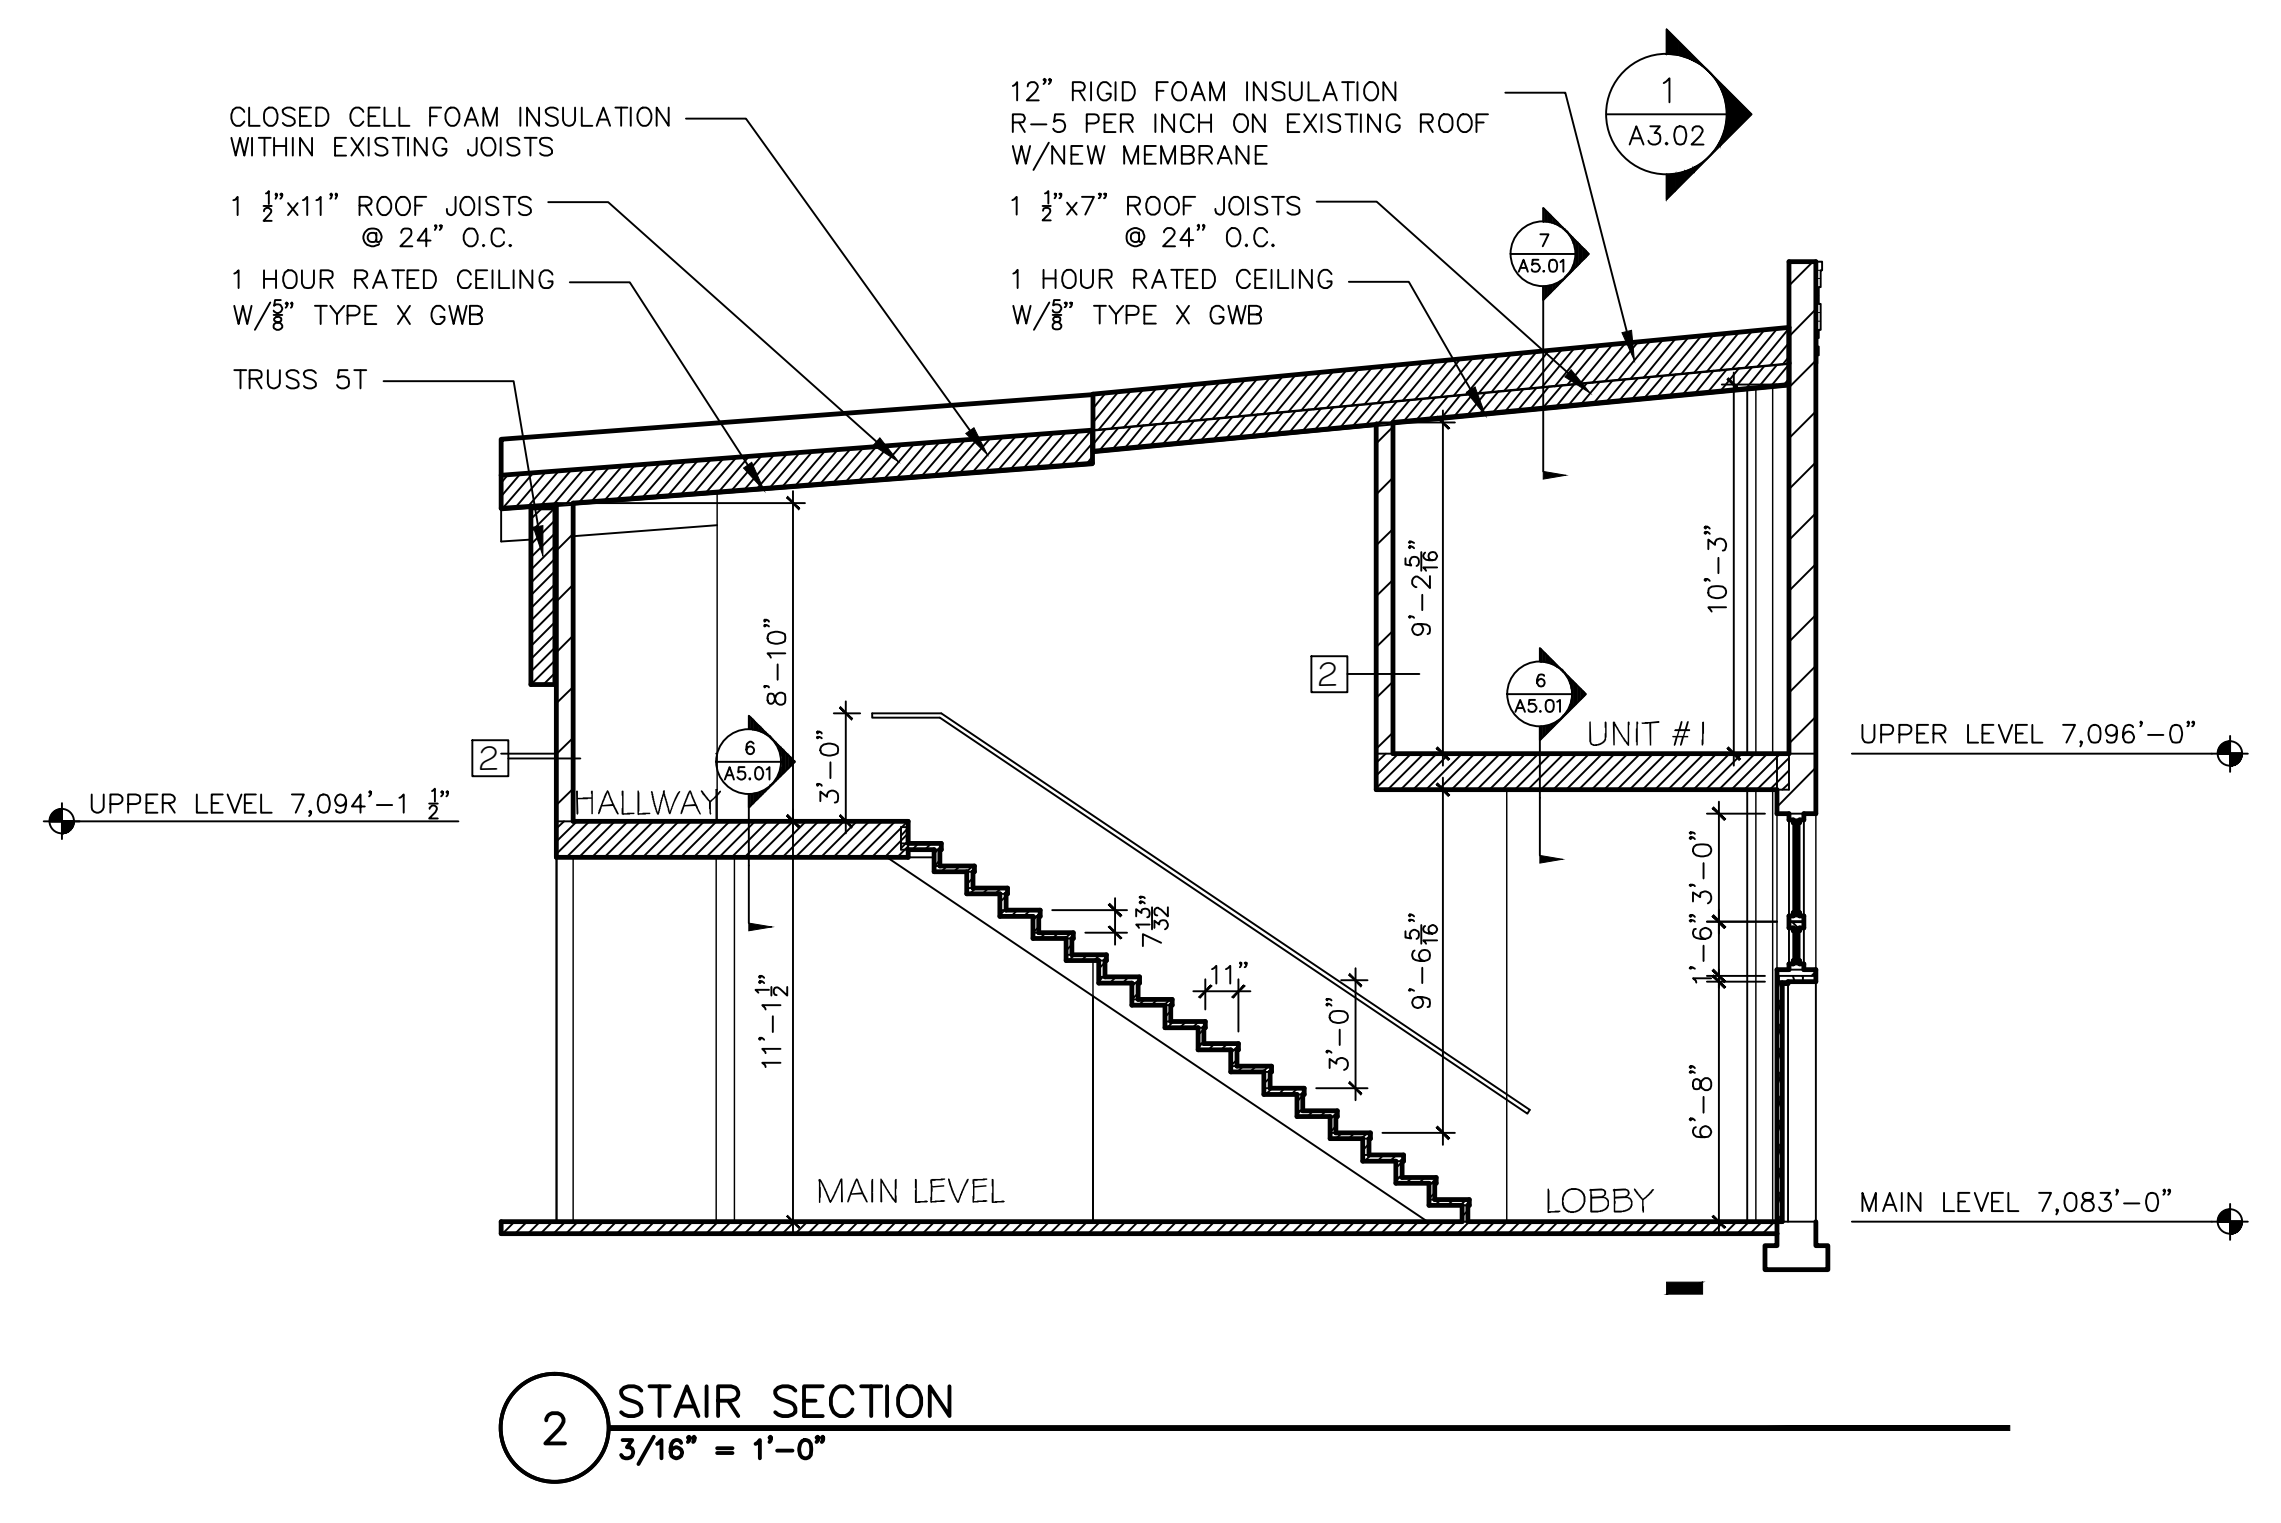 1
A3.02
12" RIGID FOAM INSULATION
R-5 PER INCH ON EXISTING ROOF
W/NEW MEMBRANE
CLOSED CELL FOAM INSULATION
WITHIN EXISTING JOISTS
1 1/2"x11" ROOF JOISTS
@ 24" O.C.
1 1/2"x7" ROOF JOISTS
@ 24" O.C.
7
A5.01
1 HOUR RATED CEILING
W/5/8" TYPE X GWB
1 HOUR RATED CEILING
W/5/8" TYPE X GWB
TRUSS 5T
9'-2 5/16"
10'-3"
8'-10"
2
6
A5.01
UNIT #1
UPPER LEVEL 7,096'-0"
2
6
A5.01
3'-0"
HALLWAY
UPPER LEVEL 7,094'-1 1/2"
3'-0"
7 13/32"
1'-6"
11"
9'-6 5/16"
11'-1 1/2"
3'-0"
6'-8"
MAIN LEVEL
LOBBY
MAIN LEVEL 7,083'-0"
2
STAIR SECTION
3/16" = 1'-0"